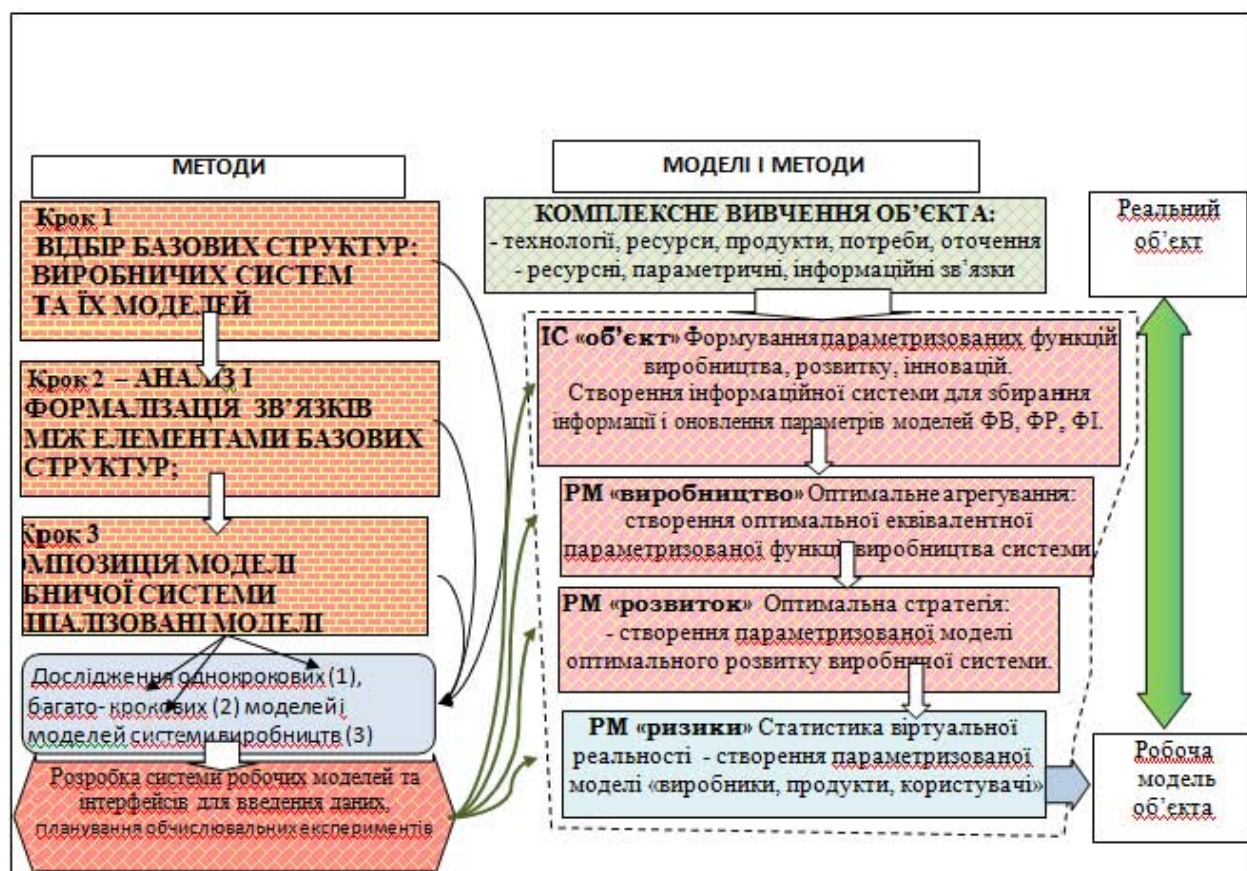 МЕТОДИ
Крок 1
ВІДБІР БАЗОВИХ СТРУКТУР:
ВИРОБНИЧИХ СИСТЕМ
ТА ЇХ МОДЕЛЕЙ
Крок 2 – АНАЛІЗ І
ФОРМАЛІЗАЦІЯ ЗВ’ЯЗКІВ
МІЖ ЕЛЕМЕНТАМИ БАЗОВИХ
СТРУКТУР;
Крок 3
МПОЗИЦІЯ МОДЕЛІ
БНИЧОЇ СИСТЕМИ
ЦІАЛІЗОВАНІ МОДЕЛІ
Дослідження однокрокових (1),
багато- крокових (2) моделей і
моделей системи виробництв (3)
Розробка системи робочих моделей та
інтерфейсів для введення даних,
планування обчислювальних експериментів
МОДЕЛІ І МЕТОДИ
КОМПЛЕКСНЕ ВИВЧЕННЯ ОБ’ЄКТА:
- технології, ресурси, продукти, потреби, оточення
- ресурсні, параметричні, інформаційні зв’язки
ІС «об’єкт» Формування параметризованих функцій
виробництва, розвитку, інновацій.
Створення інформаційної системи для збирання
інформації і оновлення параметрів моделей ФВ, ФР, ФІ.
РМ «виробництво» Оптимальне агрегування:
створення оптимальної еквівалентної
параметризованої функції виробництва системи
РМ «розвиток» Оптимальна стратегія:
- створення параметризованої моделі
оптимального розвитку виробничої системи.
РМ «ризики» Статистика віртуальної
реальності - створення параметризованої
моделі «виробники, продукти, користувачі»
Реальний
об’єкт
Робоча
модель
об’єкта